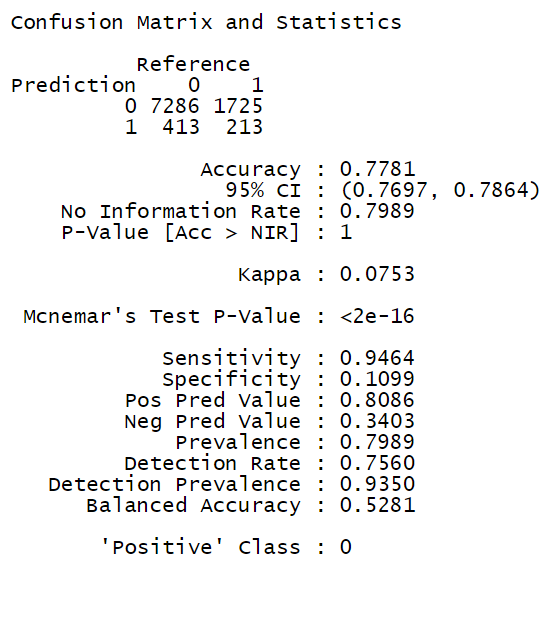 Confusion Matrix and Statistics
Reference
Prediction 0 1
0 7286 1725
1 413 213
Accuracy : 0.7781
95% CI : (0.7697, 0.7864)
No Information Rate : 0.7989
P-Value [Acc > NIR] : 1
Kappa : 0.0753
Mcnemar's Test P-Value : <2e-16
Sensitivity : 0.9464
Specificity : 0.1099
Pos Pred Value : 0.8086
Neg Pred Value : 0.3403
Prevalence : 0.7989
Detection Rate : 0.7560
Detection Prevalence : 0.9350
Balanced Accuracy : 0.5281
'Positive' Class : 0